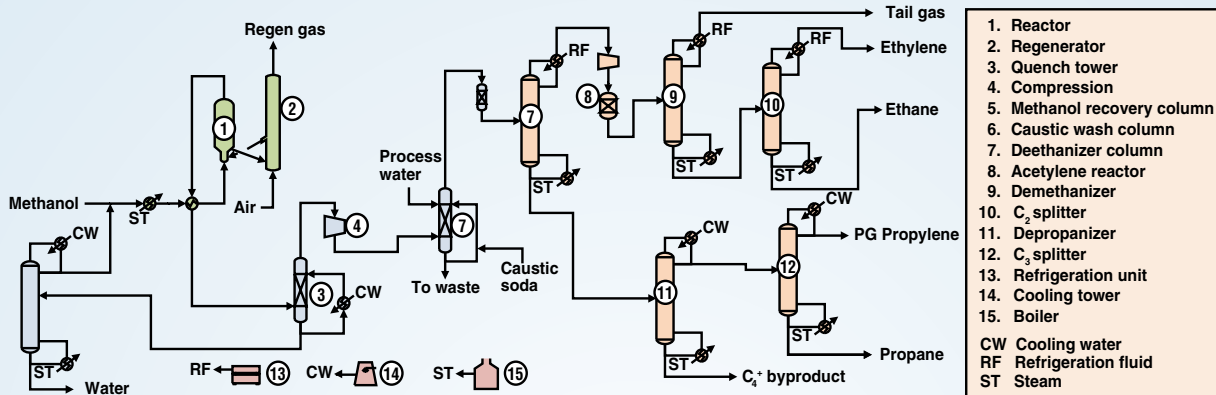 Regen gas
Tail gas
RF
RF
Ethylene
2
1
7
8
9
10
Ethane
Process
water
ST
ST
ST
Methanol
ST
Air
CW
CW
4
7
CW
PG Propylene
Caustic
soda
To waste
3
CW
11
12
ST
ST
ST
Propane
Water
RF
13
CW
14
ST
15
C₄⁺ byproduct
1. Reactor
2. Regenerator
3. Quench tower
4. Compression
5. Methanol recovery column
6. Caustic wash column
7. Deethanizer column
8. Acetylene reactor
9. Demethanizer
10. C₂ splitter
11. Depropanizer
12. C₃ splitter
13. Refrigeration unit
14. Cooling tower
15. Boiler
CW Cooling water
RF Refrigeration fluid
ST Steam